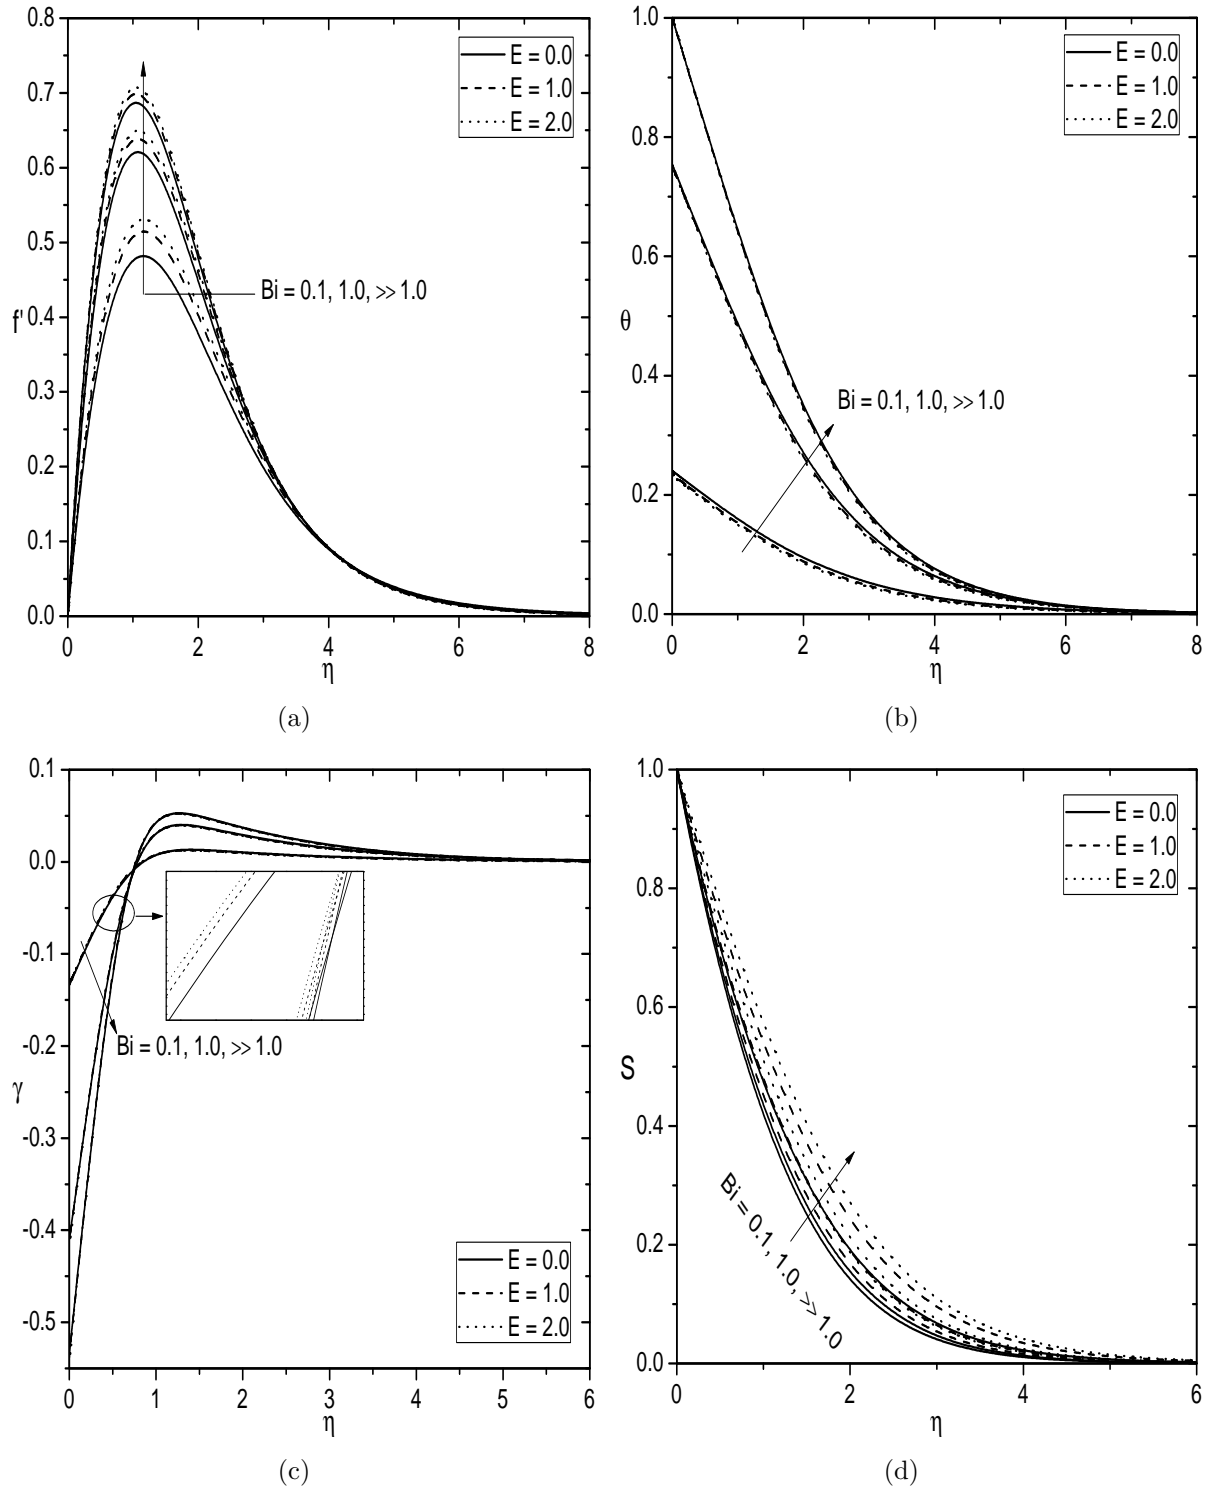 0.8
0.7
0.6
0.5
0.4
0.3
0.2
0.1
0.0
f'
E = 0.0
E = 1.0
E = 2.0
Bi = 0.1, 1.0, >> 1.0
0 2 4 6 8
η
(a)
1.0
0.8
0.6
0.4
0.2
0.0
θ
E = 0.0
E = 1.0
E = 2.0
Bi = 0.1, 1.0, >> 1.0
0 2 4 6 8
η
(b)
0.1
0.0
-0.1
-0.2
-0.3
-0.4
-0.5
γ
Bi = 0.1, 1.0, >> 1.0
E = 0.0
E = 1.0
E = 2.0
0 1 2 3 4 5 6
η
(c)
1.0
0.8
0.6
0.4
0.2
0.0
S
E = 0.0
E = 1.0
E = 2.0
Bi = 0.1, 1.0, >> 1.0
0 2 4 6
η
(d)